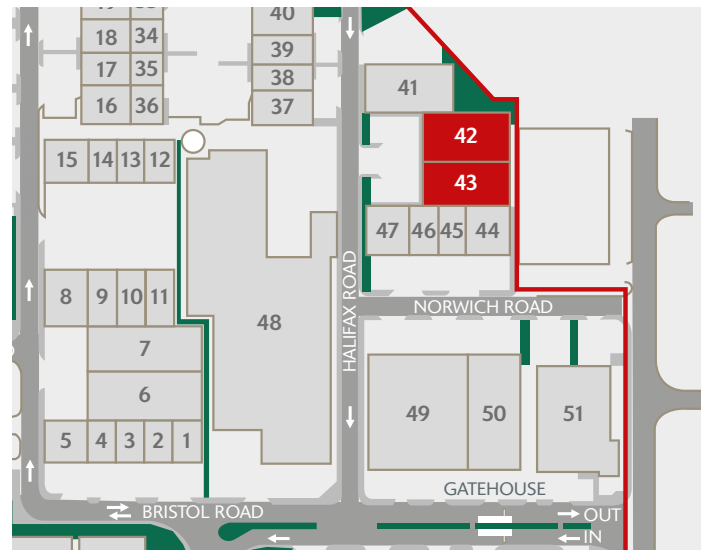 19 33 40
18 34 39
17 35 38
16 36 37
41
42
43
15 14 13 12
47 46 45 44
8 9 10 11
48
HALIFAX ROAD
NORWICH ROAD
7
6
49 50 51
5 4 3 2 1
GATEHOUSE
BRISTOL ROAD
OUT
IN